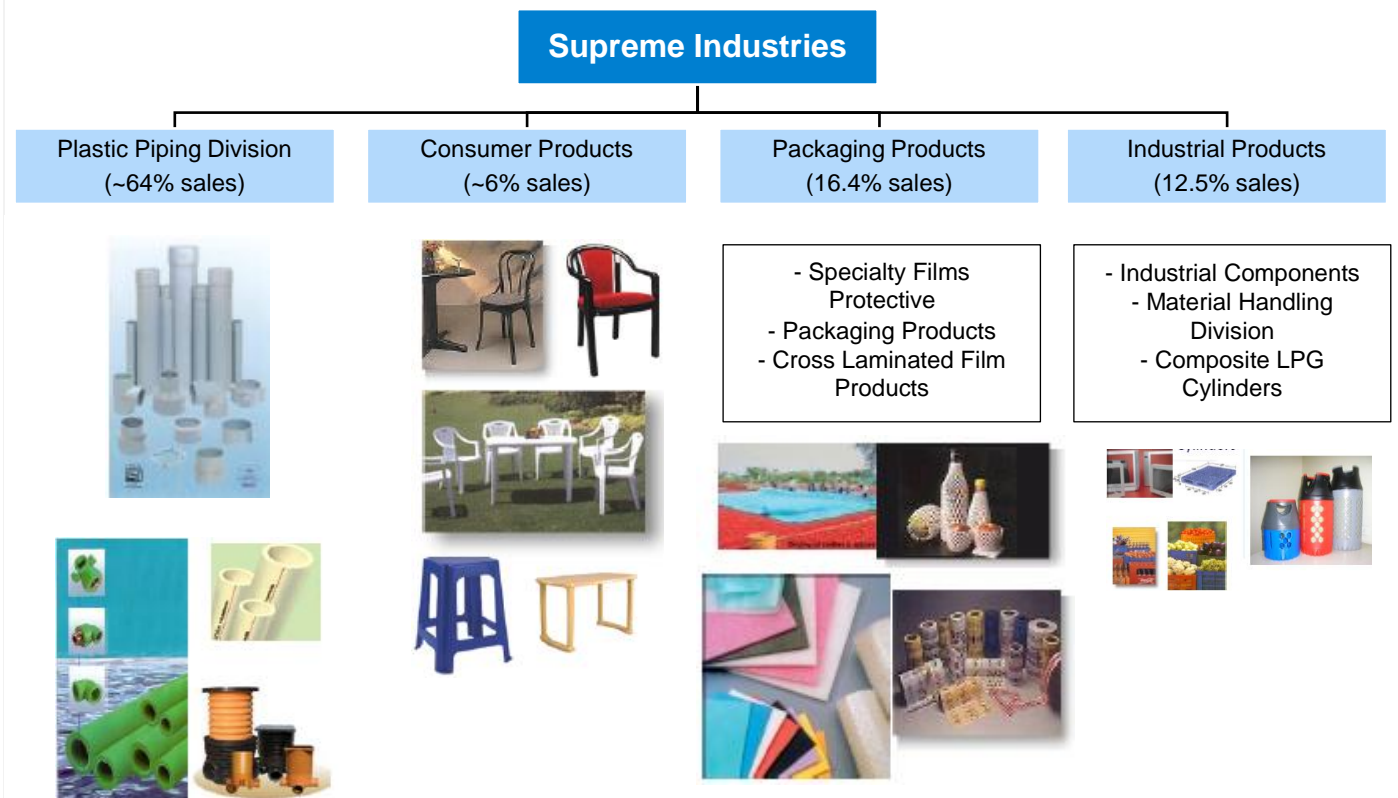 Supreme Industries
Plastic Piping Division
(~64% sales)
Consumer Products
(~6% sales)
Packaging Products
(16.4% sales)
Industrial Products
(12.5% sales)
- Specialty Films
Protective
- Packaging Products
- Cross Laminated Film
Products
- Industrial Components
- Material Handling
Division
- Composite LPG
Cylinders